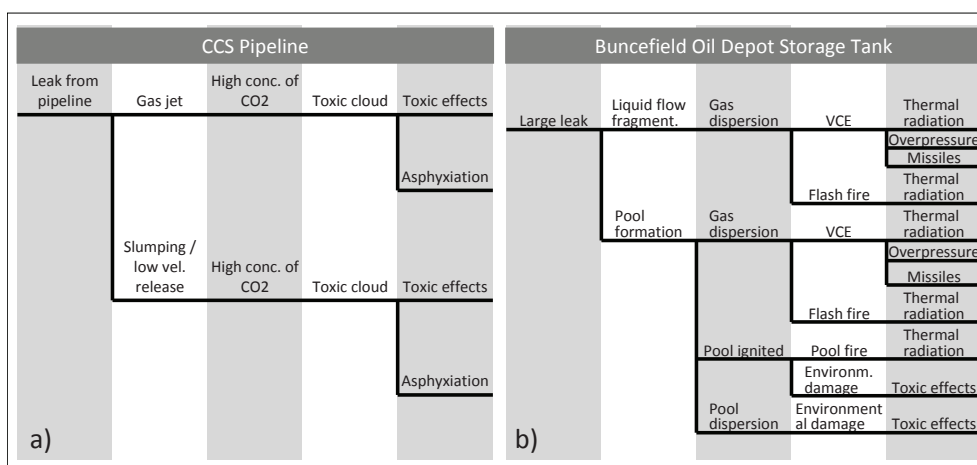 CCS Pipeline
Leak from
pipeline
Gas jet
High conc. of
CO2
Toxic cloud
Toxic effects
Asphyxiation
Slumping /
low vel.
release
High conc. of
CO2
Toxic cloud
Toxic effects
Asphyxiation
a)
Buncefield Oil Depot Storage Tank
Large leak
Liquid flow
fragment.
Gas
dispersion
VCE
Thermal
radiation
Overpressure
Missiles
Flash fire
Thermal
radiation
Pool
formation
Gas
dispersion
VCE
Thermal
radiation
Overpressure
Missiles
Flash fire
Thermal
radiation
Pool ignited
Pool fire
Thermal
radiation
Environm.
damage
Toxic effects
Pool
dispersion
Environment
al damage
Toxic effects
b)